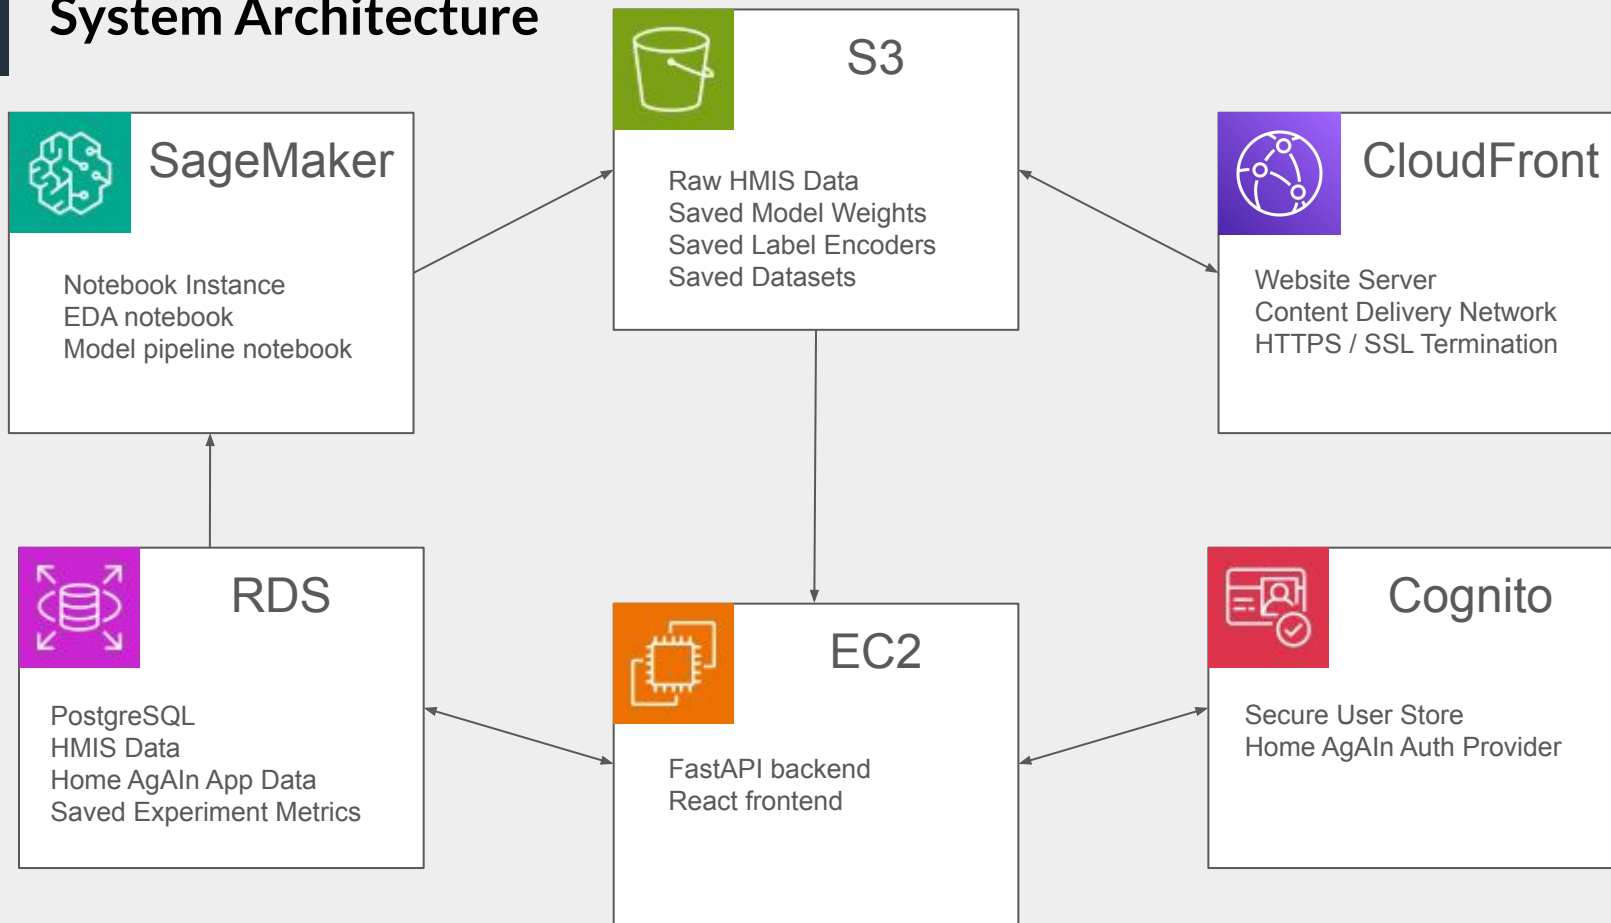 System Architecture
S3
Raw HMIS Data
Saved Model Weights
Saved Label Encoders
Saved Datasets
SageMaker
Notebook Instance
EDA notebook
Model pipeline notebook
CloudFront
Website Server
Content Delivery Network
HTTPS / SSL Termination
RDS
PostgreSQL
HMIS Data
Home AgAIn App Data
Saved Experiment Metrics
EC2
FastAPI backend
React frontend
Cognito
Secure User Store
Home AgAIn Auth Provider